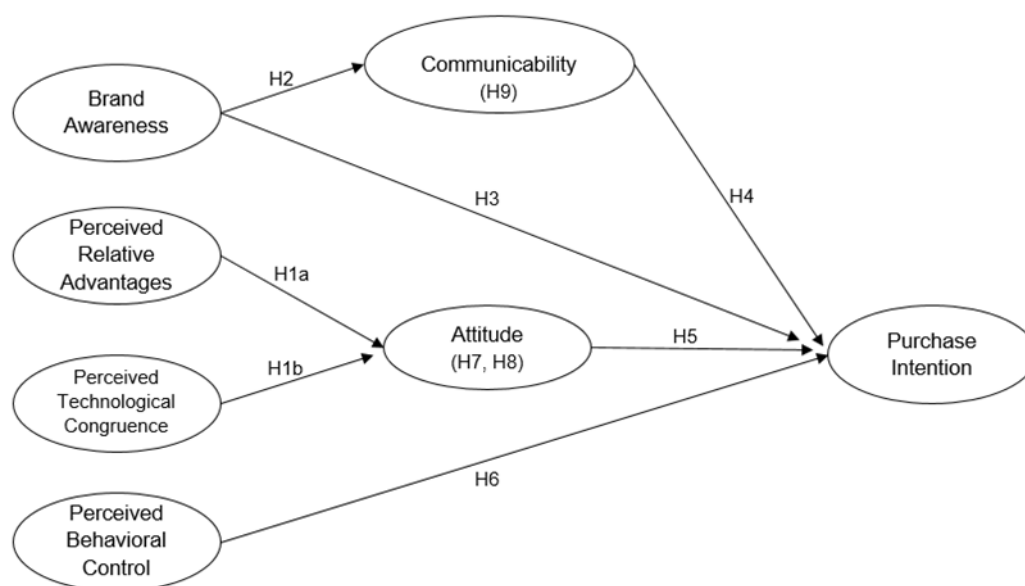 Communicability
(H9)
H2
Brand
Awareness
H3
H4
Perceived
Relative
Advantages
H1a
Attitude
(H7, H8)
H5
Purchase
Intention
H1b
Perceived
Technological
Congruence
H6
Perceived
Behavioral
Control